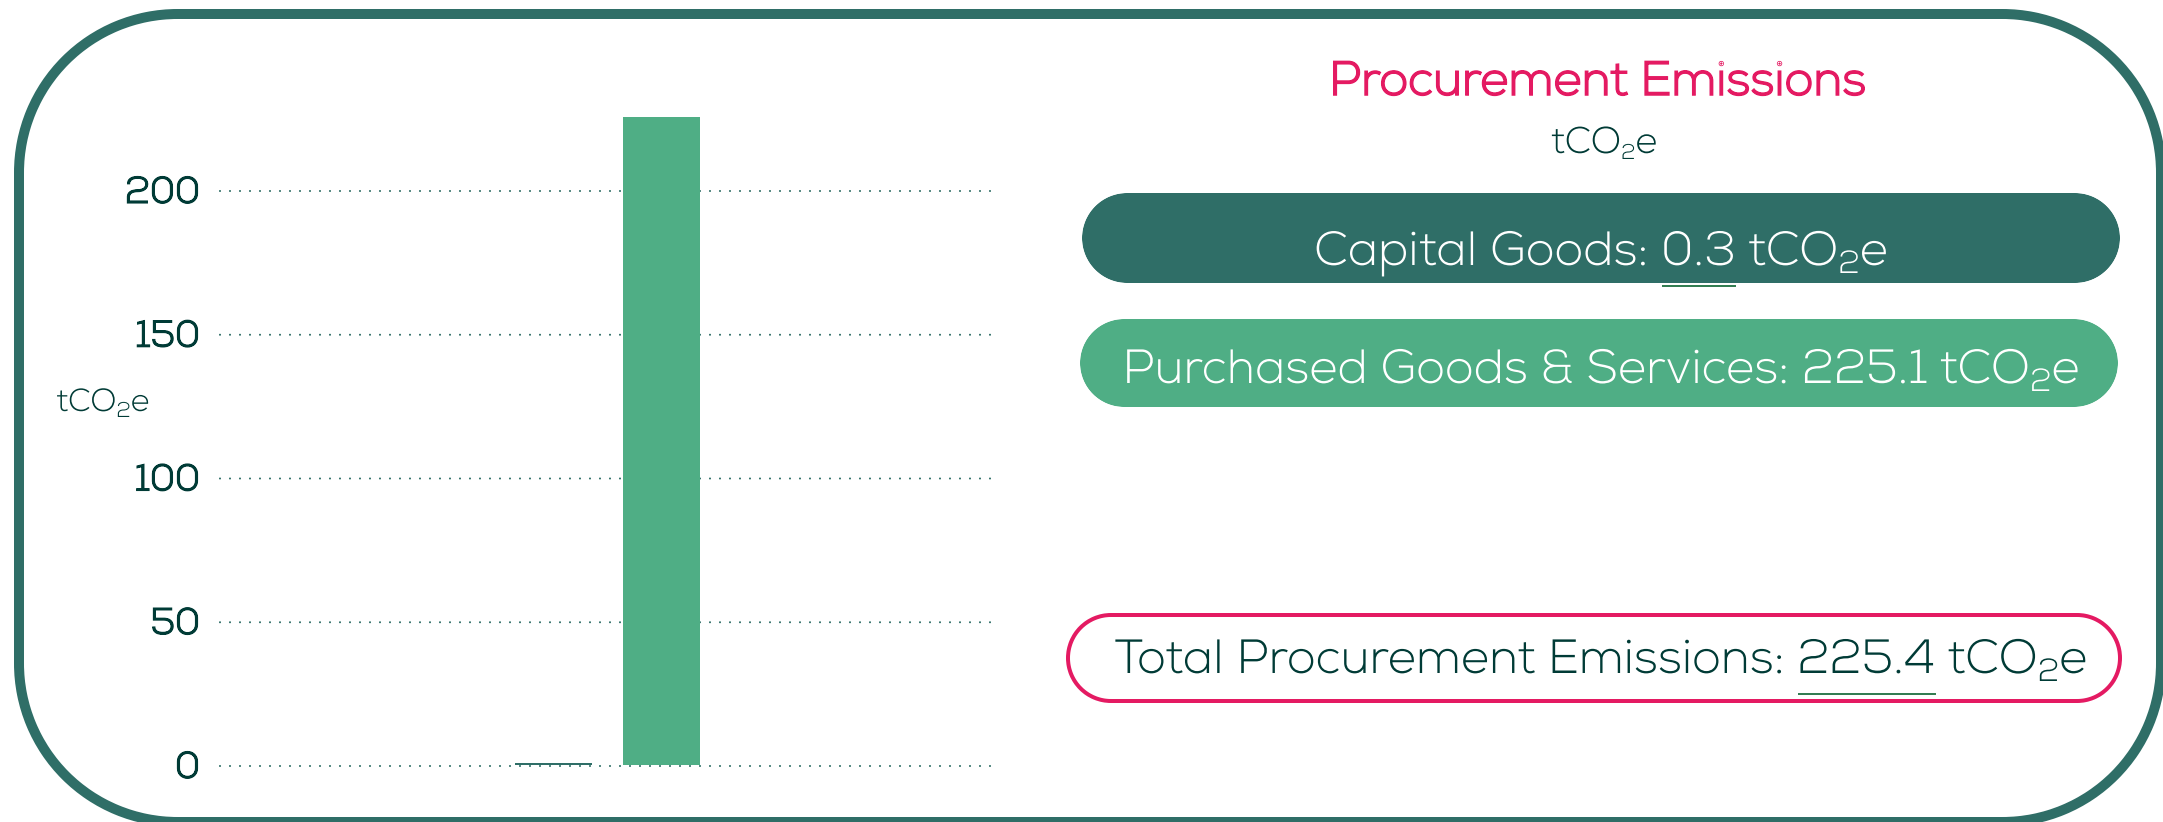 Procurement Emissions
tCO₂e
200
150
100
50
0
tCO₂e
Capital Goods: 0.3 tCO₂e
Purchased Goods & Services: 225.1 tCO₂e
Total Procurement Emissions: 225.4 tCO₂e